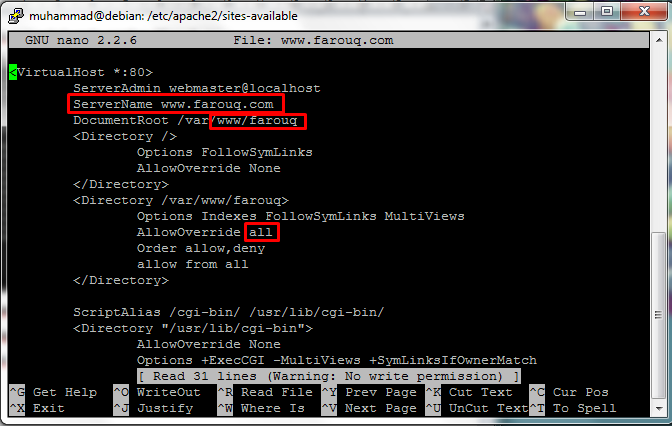 muhammad@debian: /etc/apache2/sites-available
GNU nano 2.2.6 File: www.farouq.com
<VirtualHost *:80>
ServerAdmin webmaster@localhost
ServerName www.farouq.com
DocumentRoot /var/www/farouq
<Directory />
Options FollowSymLinks
AllowOverride None
</Directory>
<Directory /var/www/farouq>
Options Indexes FollowSymLinks MultiViews
AllowOverride all
Order allow,deny
allow from all
</Directory>
ScriptAlias /cgi-bin/ /usr/lib/cgi-bin/
<Directory "/usr/lib/cgi-bin">
AllowOverride None
Options +ExecCGI -MultiViews +SymLinksIfOwnerMatch
[ Read 31 lines (Warning: No write permission) ]
^G Get Help ^O WriteOut ^R Read File ^Y Prev Page ^K Cut Text ^C Cur Pos
^X Exit ^J Justify ^W Where Is ^V Next Page ^U UnCut Text^T To Spell